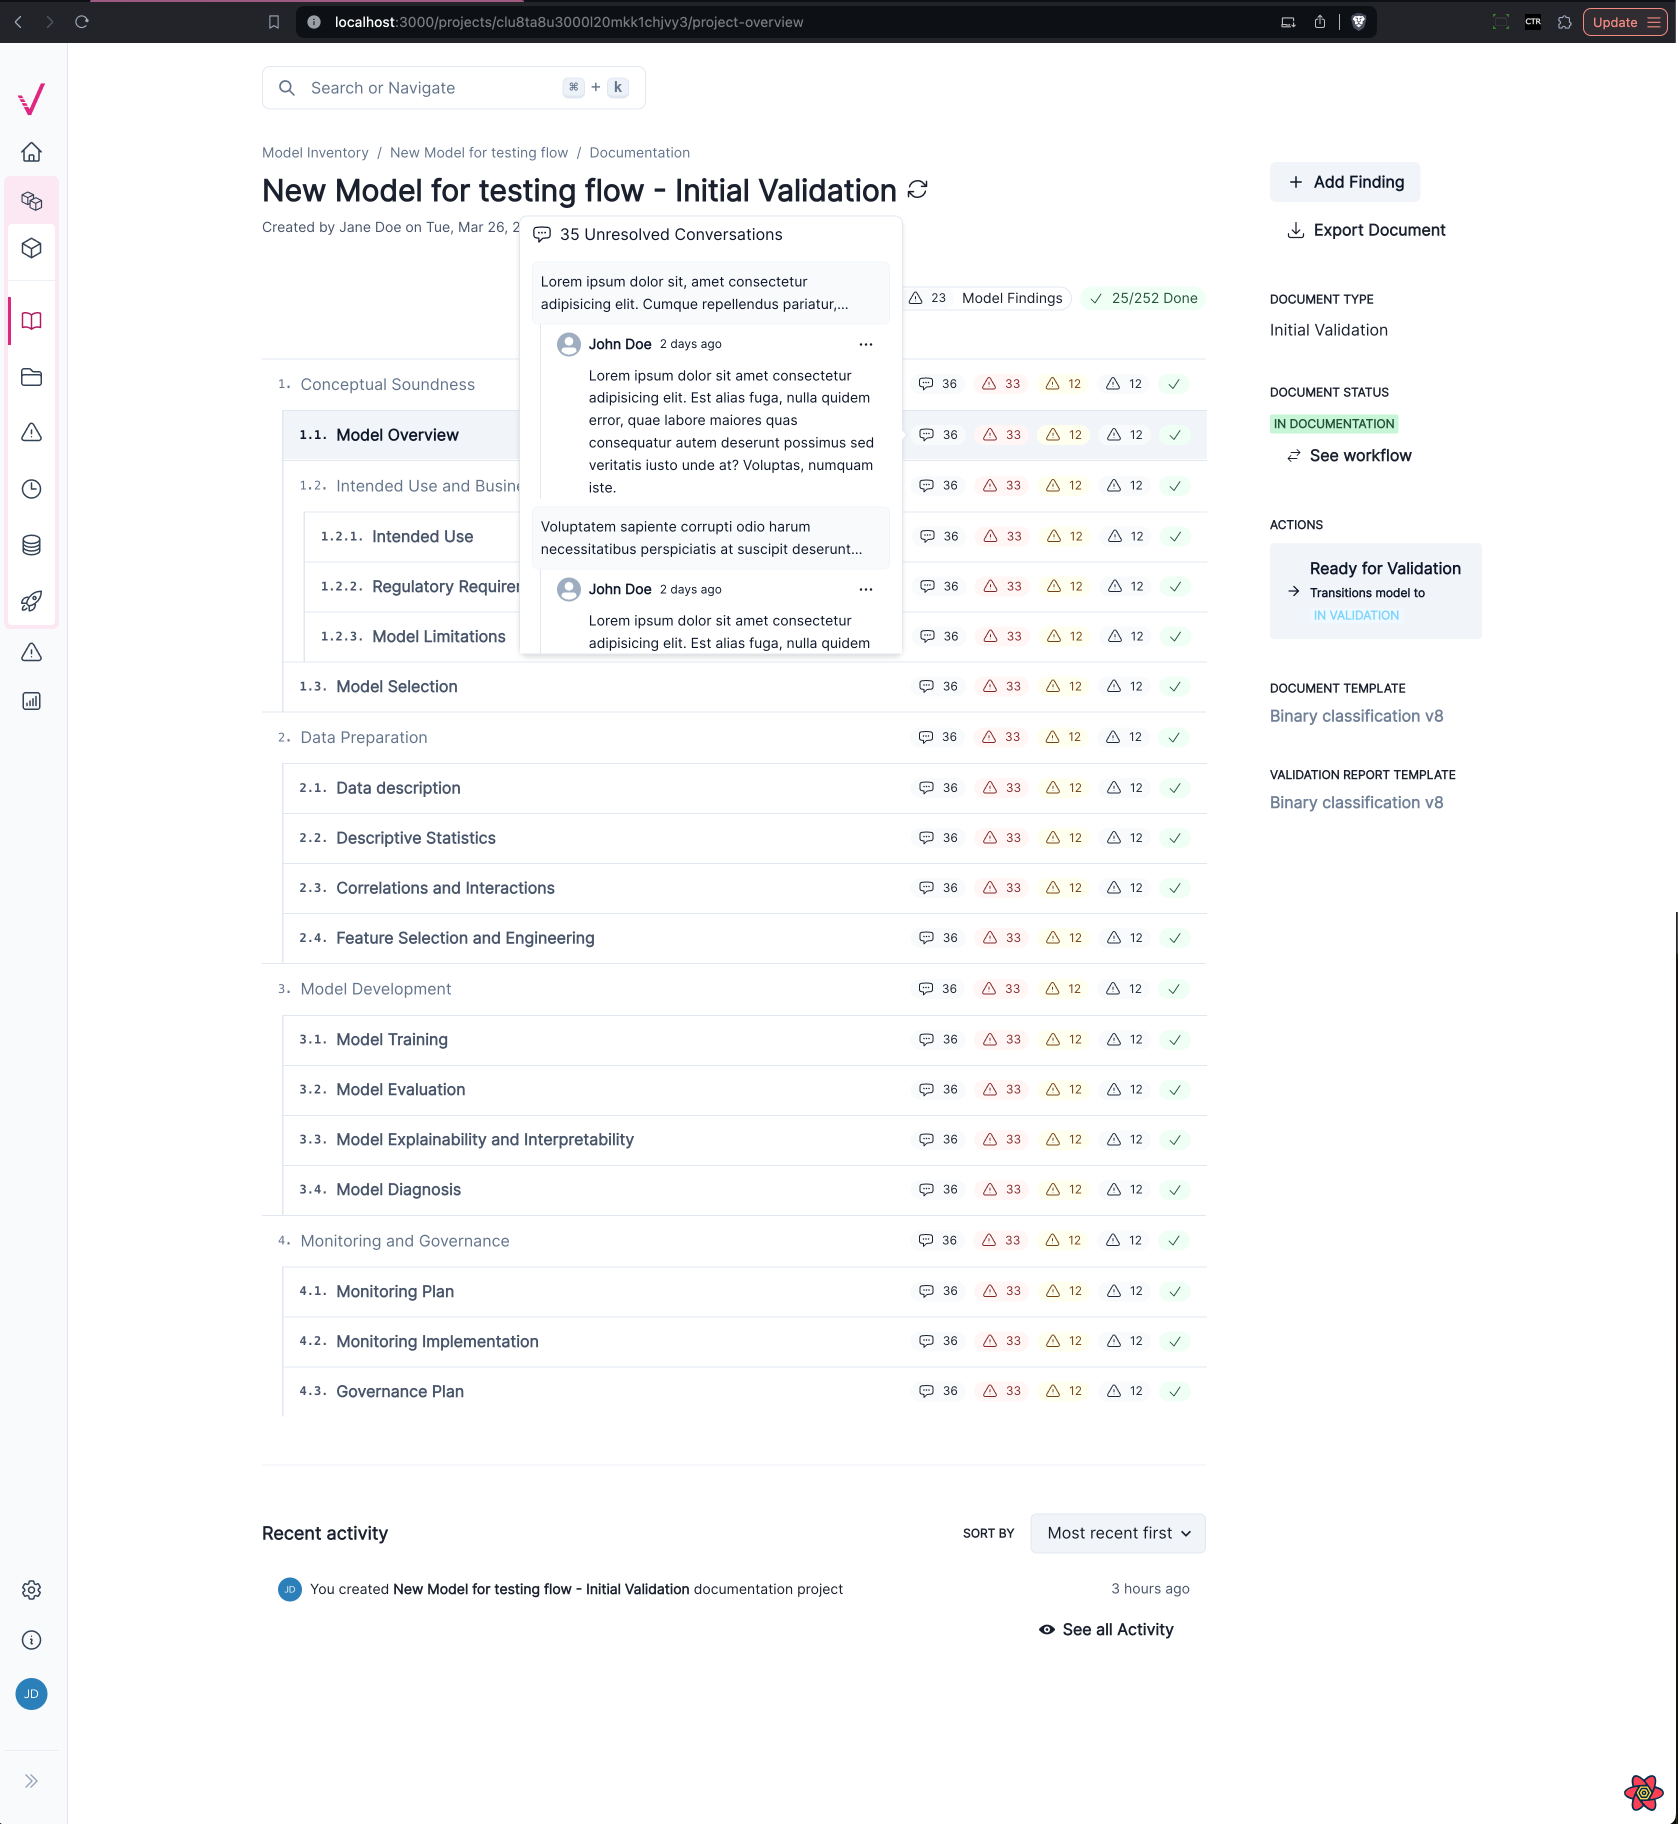 localhost:3000/projects/clu8ta8u3000l20mkk1chjvy3/project-overview
CTR
Update
Search or Navigate ⌘ + k
Model Inventory / New Model for testing flow / Documentation
New Model for testing flow - Initial Validation
Created by Jane Doe on Tue, Mar 26, 2
35 Unresolved Conversations
Lorem ipsum dolor sit, amet consectetur
adipisicing elit. Cumque repellendus pariatur,...
John Doe 2 days ago ...
Lorem ipsum dolor sit amet consectetur
adipisicing elit. Est alias fuga, nulla quidem
error, quae labore maiores quas
consequatur autem deserunt possimus sed
veritatis iusto unde at? Voluptas, numquam
iste.
Voluptatem sapiente corrupti odio harum
necessitatibus perspiciatis at suscipit deserunt...
John Doe 2 days ago ...
Lorem ipsum dolor sit amet consectetur
adipisicing elit. Est alias fuga, nulla quidem
23 Model Findings 25/252 Done
1. Conceptual Soundness 36 33 12 12
1.1. Model Overview 36 33 12 12
1.2. Intended Use and Busine 36 33 12 12
1.2.1. Intended Use 36 33 12 12
1.2.2. Regulatory Requirer 36 33 12 12
1.2.3. Model Limitations 36 33 12 12
1.3. Model Selection 36 33 12 12
2. Data Preparation 36 33 12 12
2.1. Data description 36 33 12 12
2.2. Descriptive Statistics 36 33 12 12
2.3. Correlations and Interactions 36 33 12 12
2.4. Feature Selection and Engineering 36 33 12 12
3. Model Development 36 33 12 12
3.1. Model Training 36 33 12 12
3.2. Model Evaluation 36 33 12 12
3.3. Model Explainability and Interpretability 36 33 12 12
3.4. Model Diagnosis 36 33 12 12
4. Monitoring and Governance 36 33 12 12
4.1. Monitoring Plan 36 33 12 12
4.2. Monitoring Implementation 36 33 12 12
4.3. Governance Plan 36 33 12 12
Add Finding
Export Document
DOCUMENT TYPE
Initial Validation
DOCUMENT STATUS
IN DOCUMENTATION
See workflow
ACTIONS
Ready for Validation
Transitions model to
IN VALIDATION
DOCUMENT TEMPLATE
Binary classification v8
VALIDATION REPORT TEMPLATE
Binary classification v8
Recent activity SORT BY Most recent first
JD You created New Model for testing flow - Initial Validation documentation project 3 hours ago
See all Activity
JD